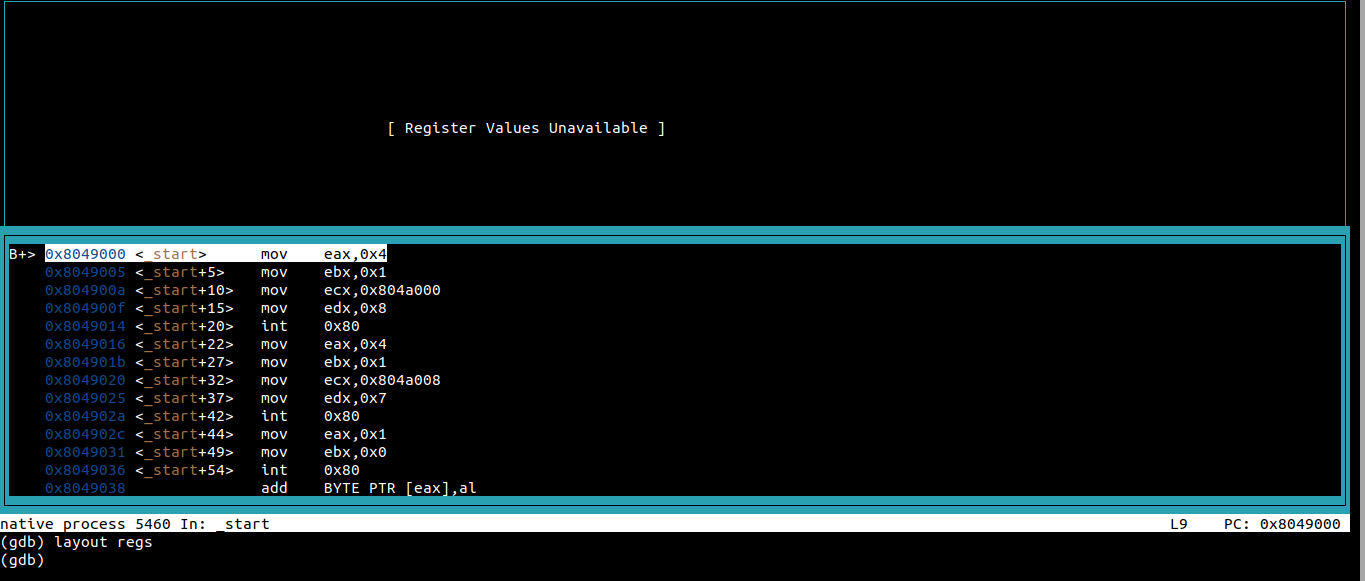 [ Register Values Unavailable ]
B+> 0x8049000 <_start> mov eax,0x4
0x8049005 <_start+5> mov ebx,0x1
0x804900a <_start+10> mov ecx,0x804a000
0x804900f <_start+15> mov edx,0x8
0x8049014 <_start+20> int 0x80
0x8049016 <_start+22> mov eax,0x4
0x804901b <_start+27> mov ebx,0x1
0x8049020 <_start+32> mov ecx,0x804a008
0x8049025 <_start+37> mov edx,0x7
0x804902a <_start+42> int 0x80
0x804902c <_start+44> mov eax,0x1
0x8049031 <_start+49> mov ebx,0x0
0x8049036 <_start+54> int 0x80
0x8049038 add BYTE PTR [eax],al
native process 5460 In: _start L9 PC: 0x8049000
(gdb) layout regs
(gdb)